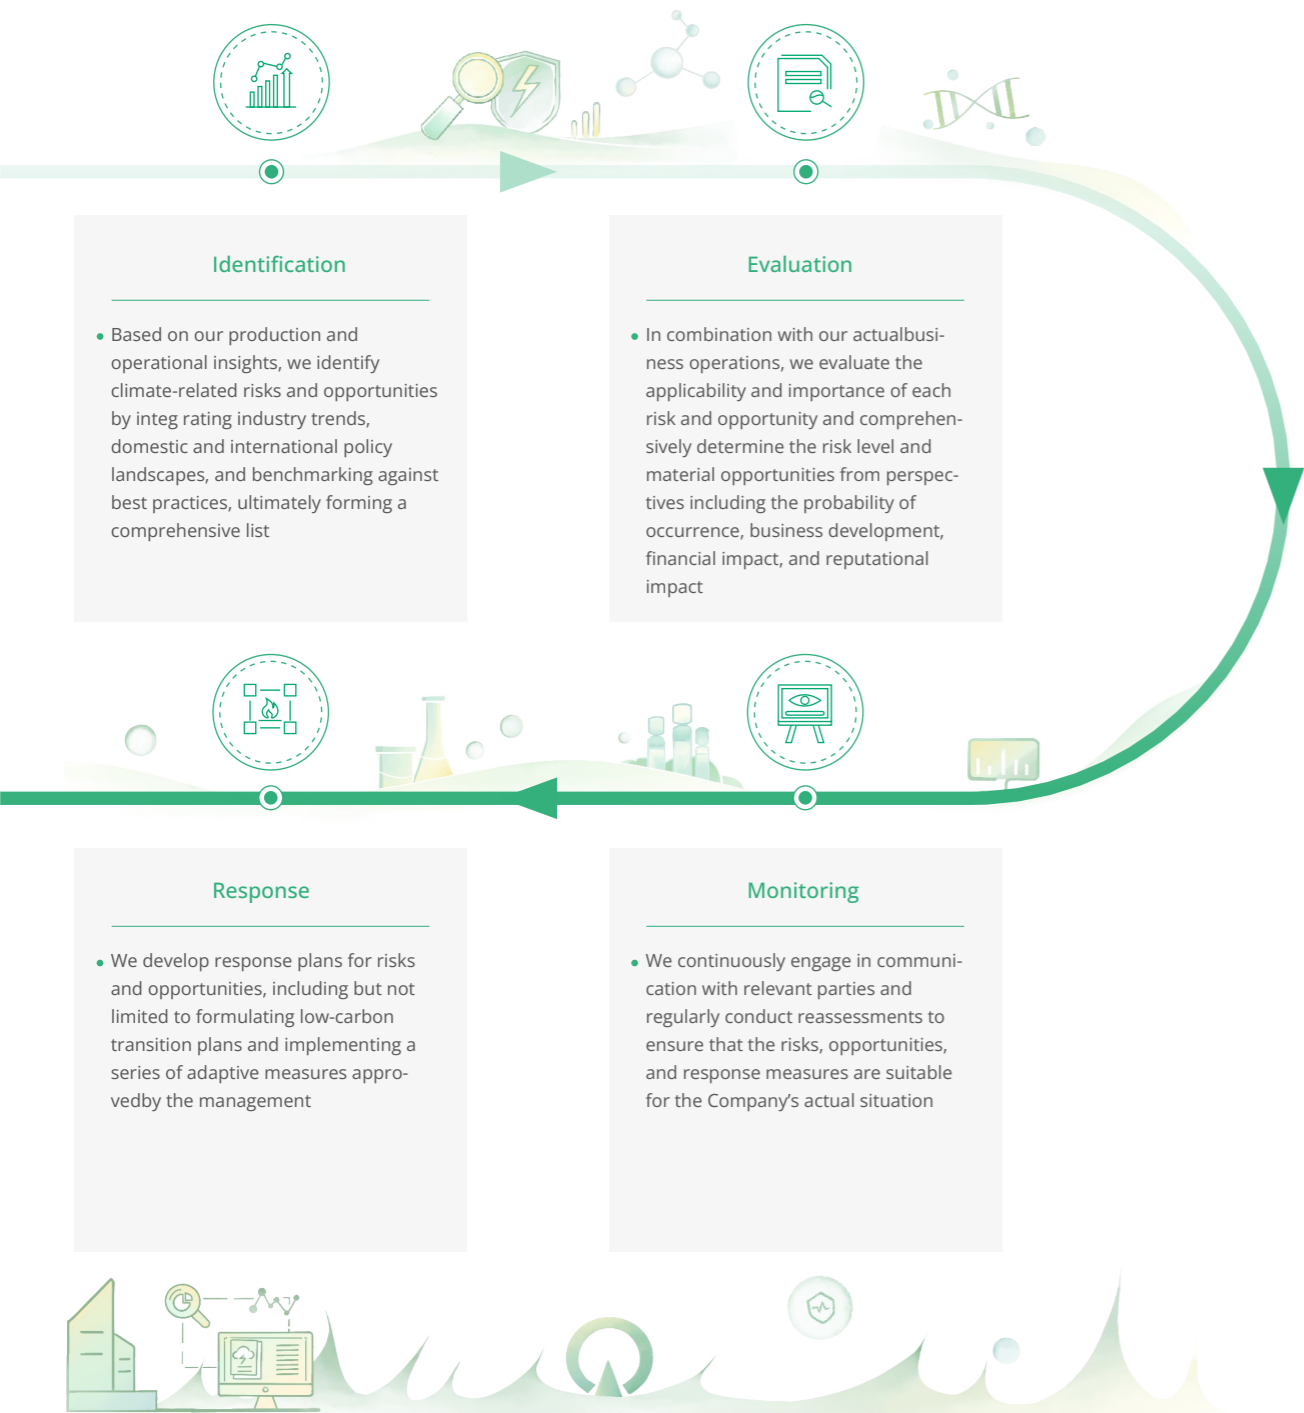 Identification
Based on our production and
operational insights, we identify
climate-related risks and opportunities
by integ rating industry trends,
domestic and international policy
landscapes, and benchmarking against
best practices, ultimately forming a
comprehensive list
Evaluation
In combination with our actualbusi-
ness operations, we evaluate the
applicability and importance of each
risk and opportunity and comprehen-
sively determine the risk level and
material opportunities from perspec-
tives including the probability of
occurrence, business development,
financial impact, and reputational
impact
Response
We develop response plans for risks
and opportunities, including but not
limited to formulating low-carbon
transition plans and implementing a
series of adaptive measures appro-
vedby the management
Monitoring
We continuously engage in communi-
cation with relevant parties and
regularly conduct reassessments to
ensure that the risks, opportunities,
and response measures are suitable
for the Company’s actual situation